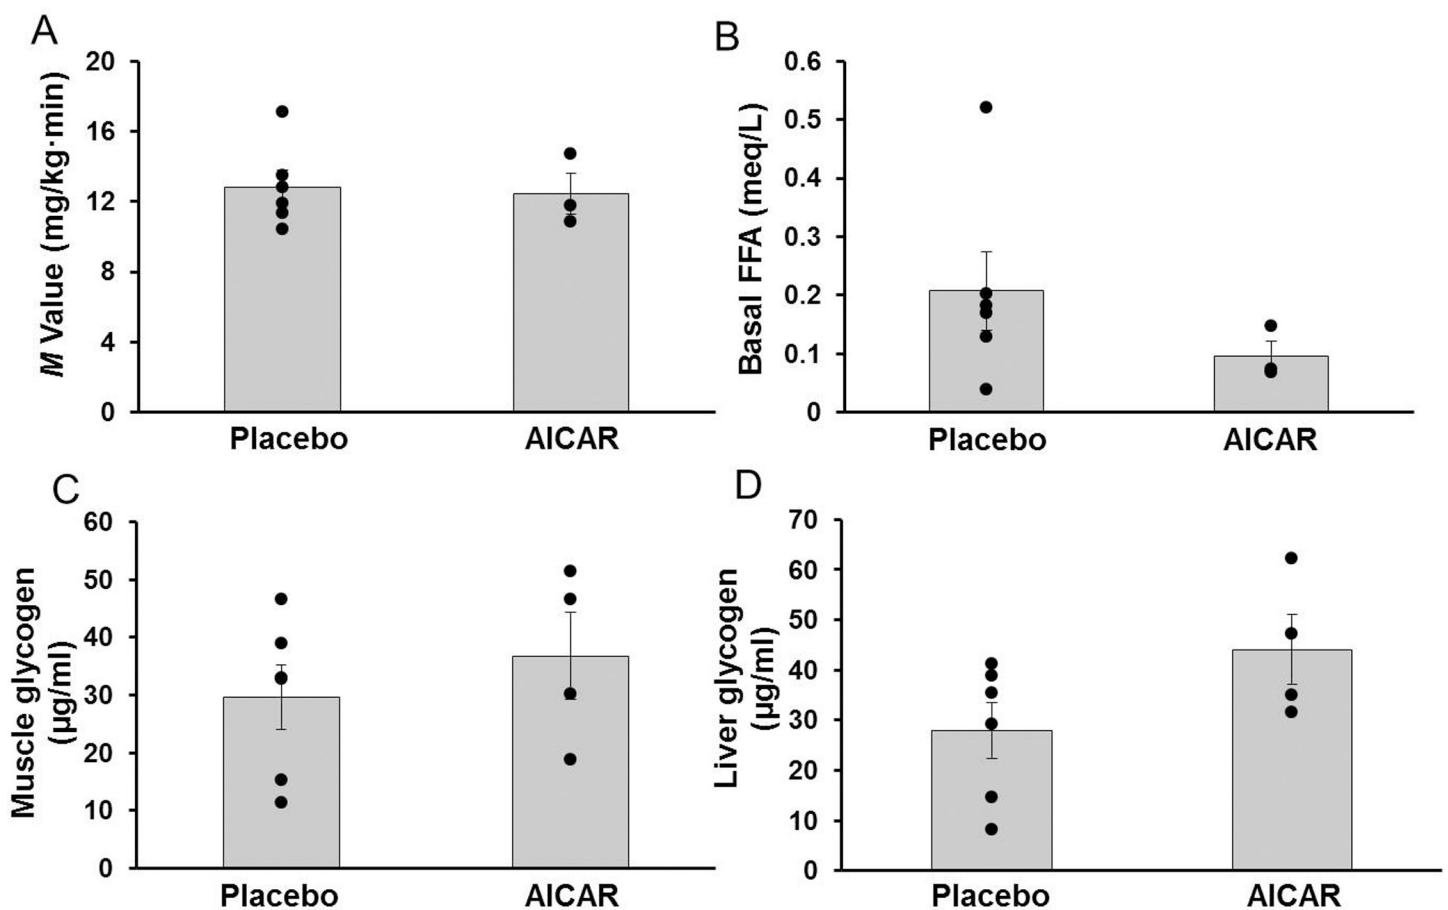 A
M Value (mg/kg·min)
20
16
12
8
4
0
Placebo
AICAR
B
Basal FFA (meq/L)
0.6
0.5
0.4
0.3
0.2
0.1
0
Placebo
AICAR
C
Muscle glycogen
(µg/ml)
60
50
40
30
20
10
0
Placebo
AICAR
D
Liver glycogen
(µg/ml)
70
60
50
40
30
20
10
0
Placebo
AICAR